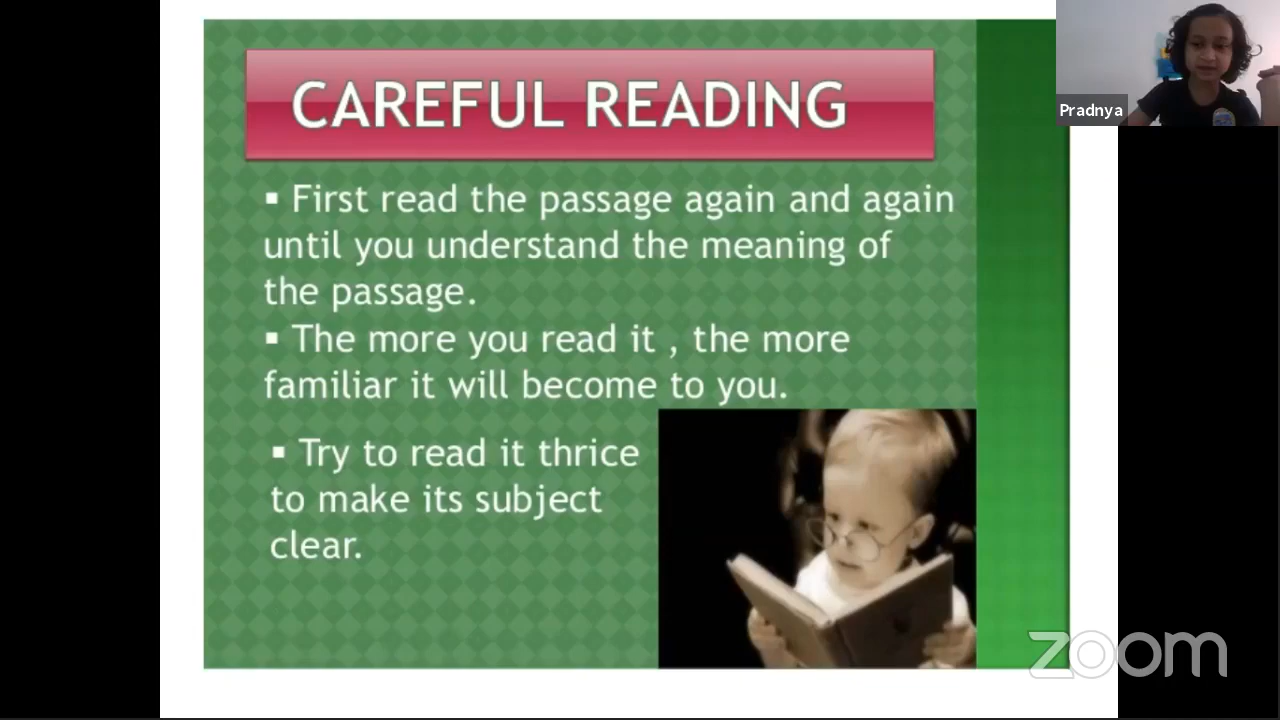 CAREFUL READING
▪ First read the passage again and again
until you understand the meaning of
the passage.
▪ The more you read it , the more
familiar it will become to you.
▪ Try to read it thrice
to make its subject
clear.
Pradnya
zoom